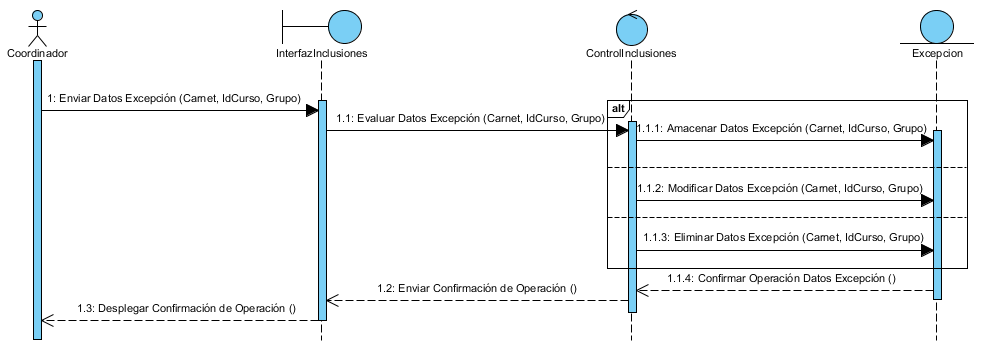 Coordinador
InterfazInclusiones
ControlInclusiones
Excepcion
1: Enviar Datos Excepción (Carnet, IdCurso, Grupo)
alt
1.1: Evaluar Datos Excepción (Carnet, IdCurso, Grupo)
1.1.1: Amacenar Datos Excepción (Carnet, IdCurso, Grupo)
1.1.2: Modificar Datos Excepción (Carnet, IdCurso, Grupo)
1.1.3: Eliminar Datos Excepción (Carnet, IdCurso, Grupo)
1.1.4: Confirmar Operación Datos Excepción ()
1.2: Enviar Confirmación de Operación ()
1.3: Desplegar Confirmación de Operación ()